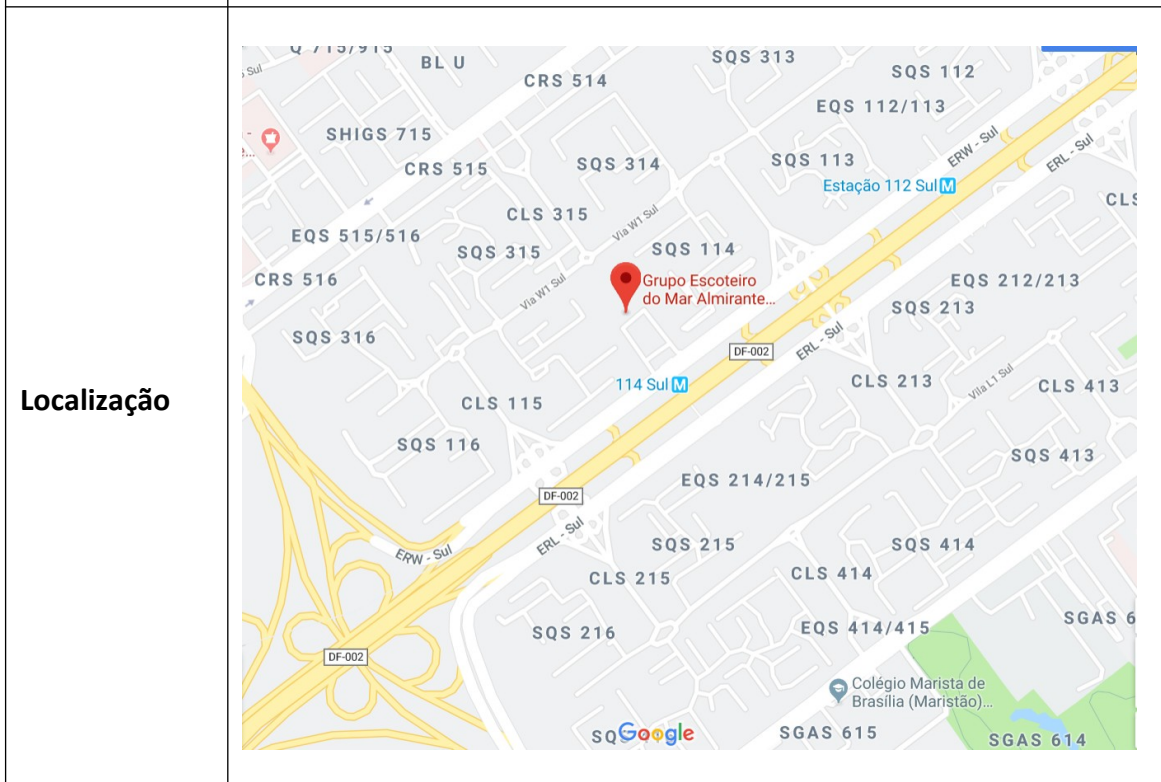 Localização
Q 715/915
BL U
CRS 514
SQS 313
SQS 112
EQS 112/113
Sul
SHIGS 715
CRS 515
SQS 314
SQS 113
ERW - Sul
ERL - Sul
Estação 112 Sul M
CLS
CLS 315
Via W1 Sul
EQS 515/516
SQS 315
SQS 114
CRS 516
Via W1 Sul
Grupo Escoteiro
do Mar Almirante...
EQS 212/213
SQS 213
SQS 316
DF-002
ERL - Sul
114 Sul M
CLS 213
Vila L1 Sul
CLS 413
CLS 115
SQS 116
SQS 413
EQS 214/215
DF-002
ERW - Sul
ERL - Sul
SQS 215
SQS 414
CLS 215
CLS 414
SQS 216
EQS 414/415
SGAS 6
DF-002
Colégio Marista de
Brasília (Maristão)...
SQ
Google
SGAS 615
SGAS 614